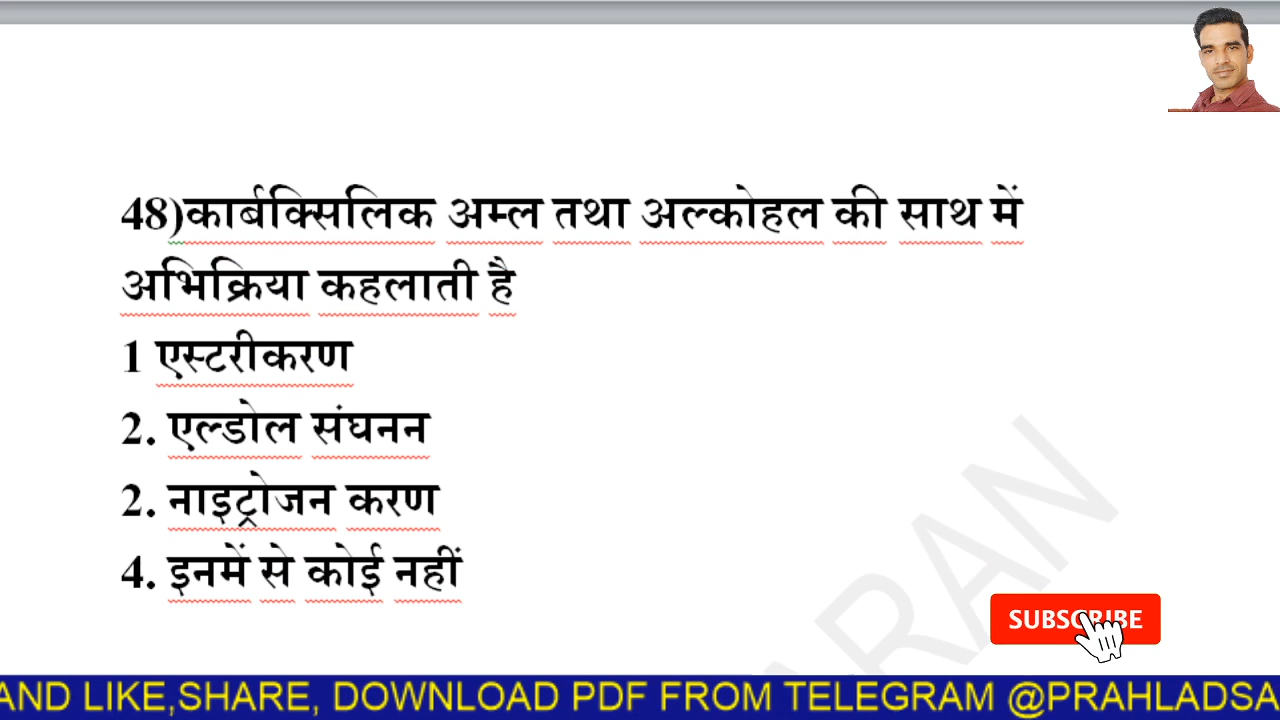 48)कार्बक्सिलिक अम्ल तथा अल्कोहल की साथ में
अभिक्रिया कहलाती है
1 एस्टरीकरण
2. एल्डोल संघनन
2. नाइट्रोजन करण
4. इनमें से कोई नहीं
ARAN
SUBSCRIBE
AND LIKE,SHARE, DOWNLOAD PDF FROM TELEGRAM @PRAHLADSA